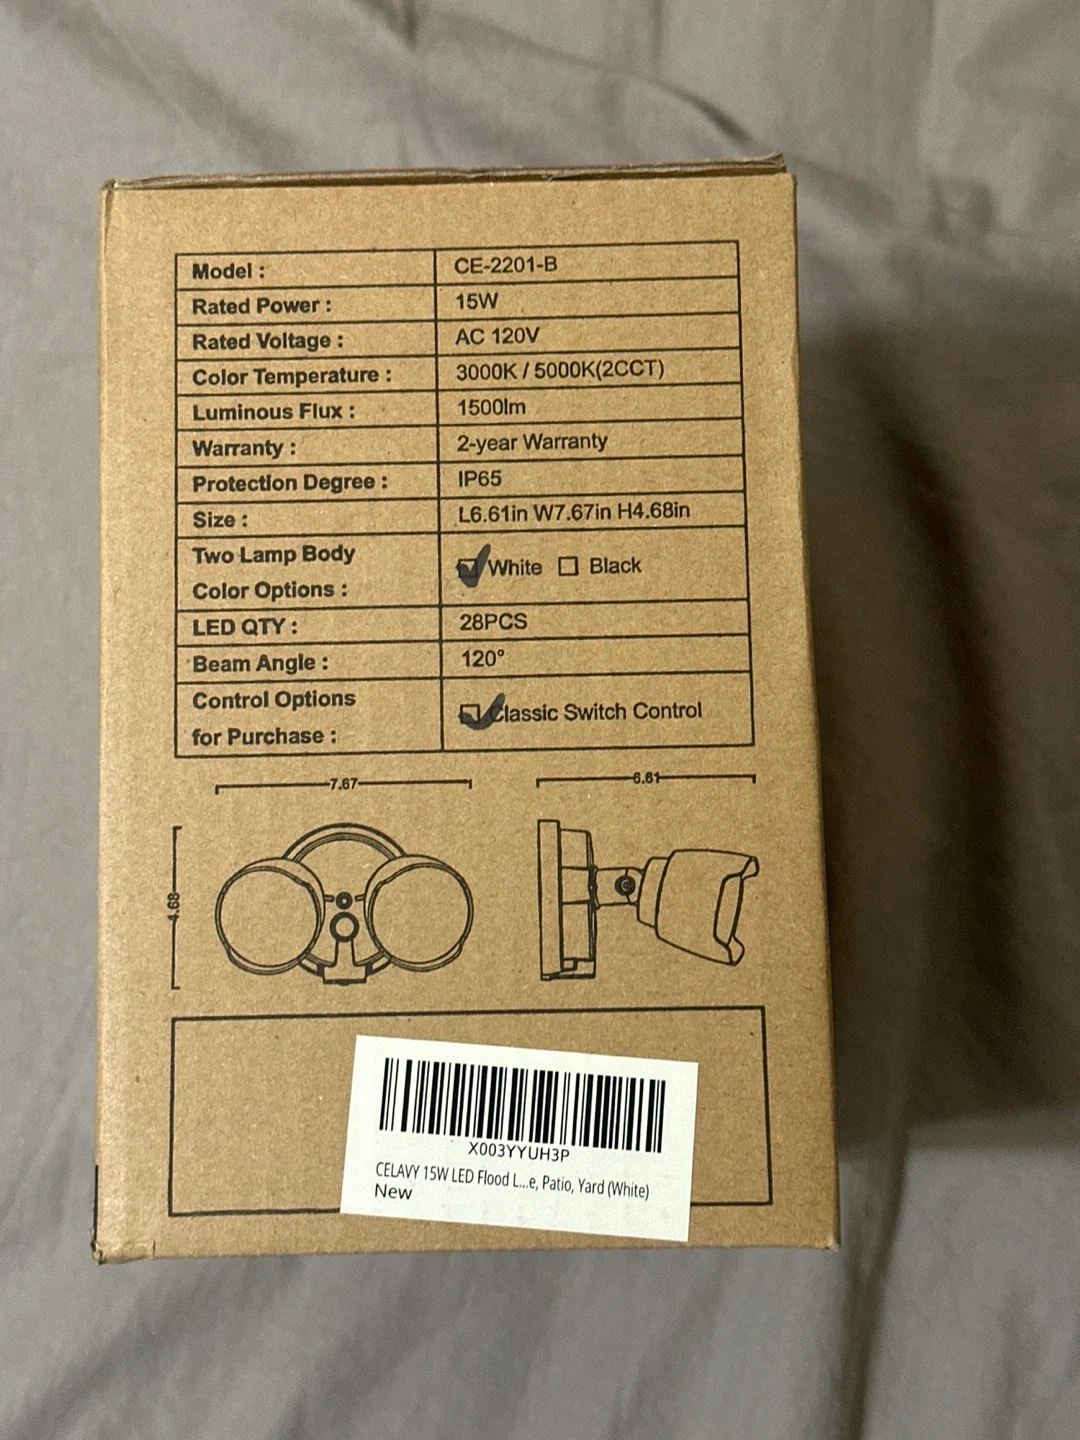 Model : CE-2201-B
Rated Power : 15W
Rated Voltage : AC 120V
Color Temperature : 3000K / 5000K(2CCT)
Luminous Flux : 1500lm
Warranty : 2-year Warranty
Protection Degree : IP65
Size : L6.61in W7.67in H4.68in
Two Lamp Body
Color Options : White Black
LED QTY : 28PCS
Beam Angle : 120°
Control Options
for Purchase : Classic Switch Control
7.67 6.61
4.68
X003YYUH3P
CELAVY 15W LED Flood L...e, Patio, Yard (White)
New